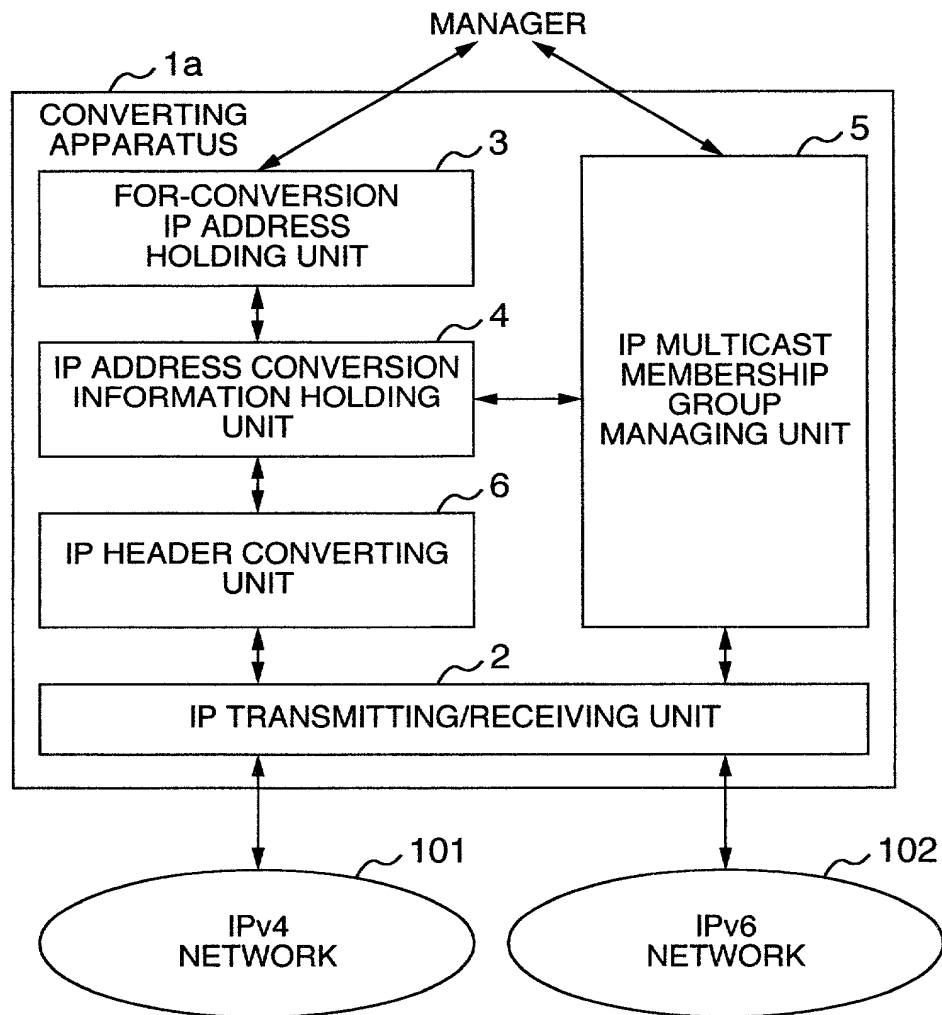 MANAGER
1a
CONVERTING
APPARATUS
3
5
FOR-CONVERSION
IP ADDRESS
HOLDING UNIT
4
IP ADDRESS CONVERSION
INFORMATION HOLDING
UNIT
IP MULTICAST
MEMBERSHIP
GROUP
MANAGING UNIT
6
IP HEADER CONVERTING
UNIT
2
IP TRANSMITTING/RECEIVING UNIT
101
102
IPv4
NETWORK
IPv6
NETWORK